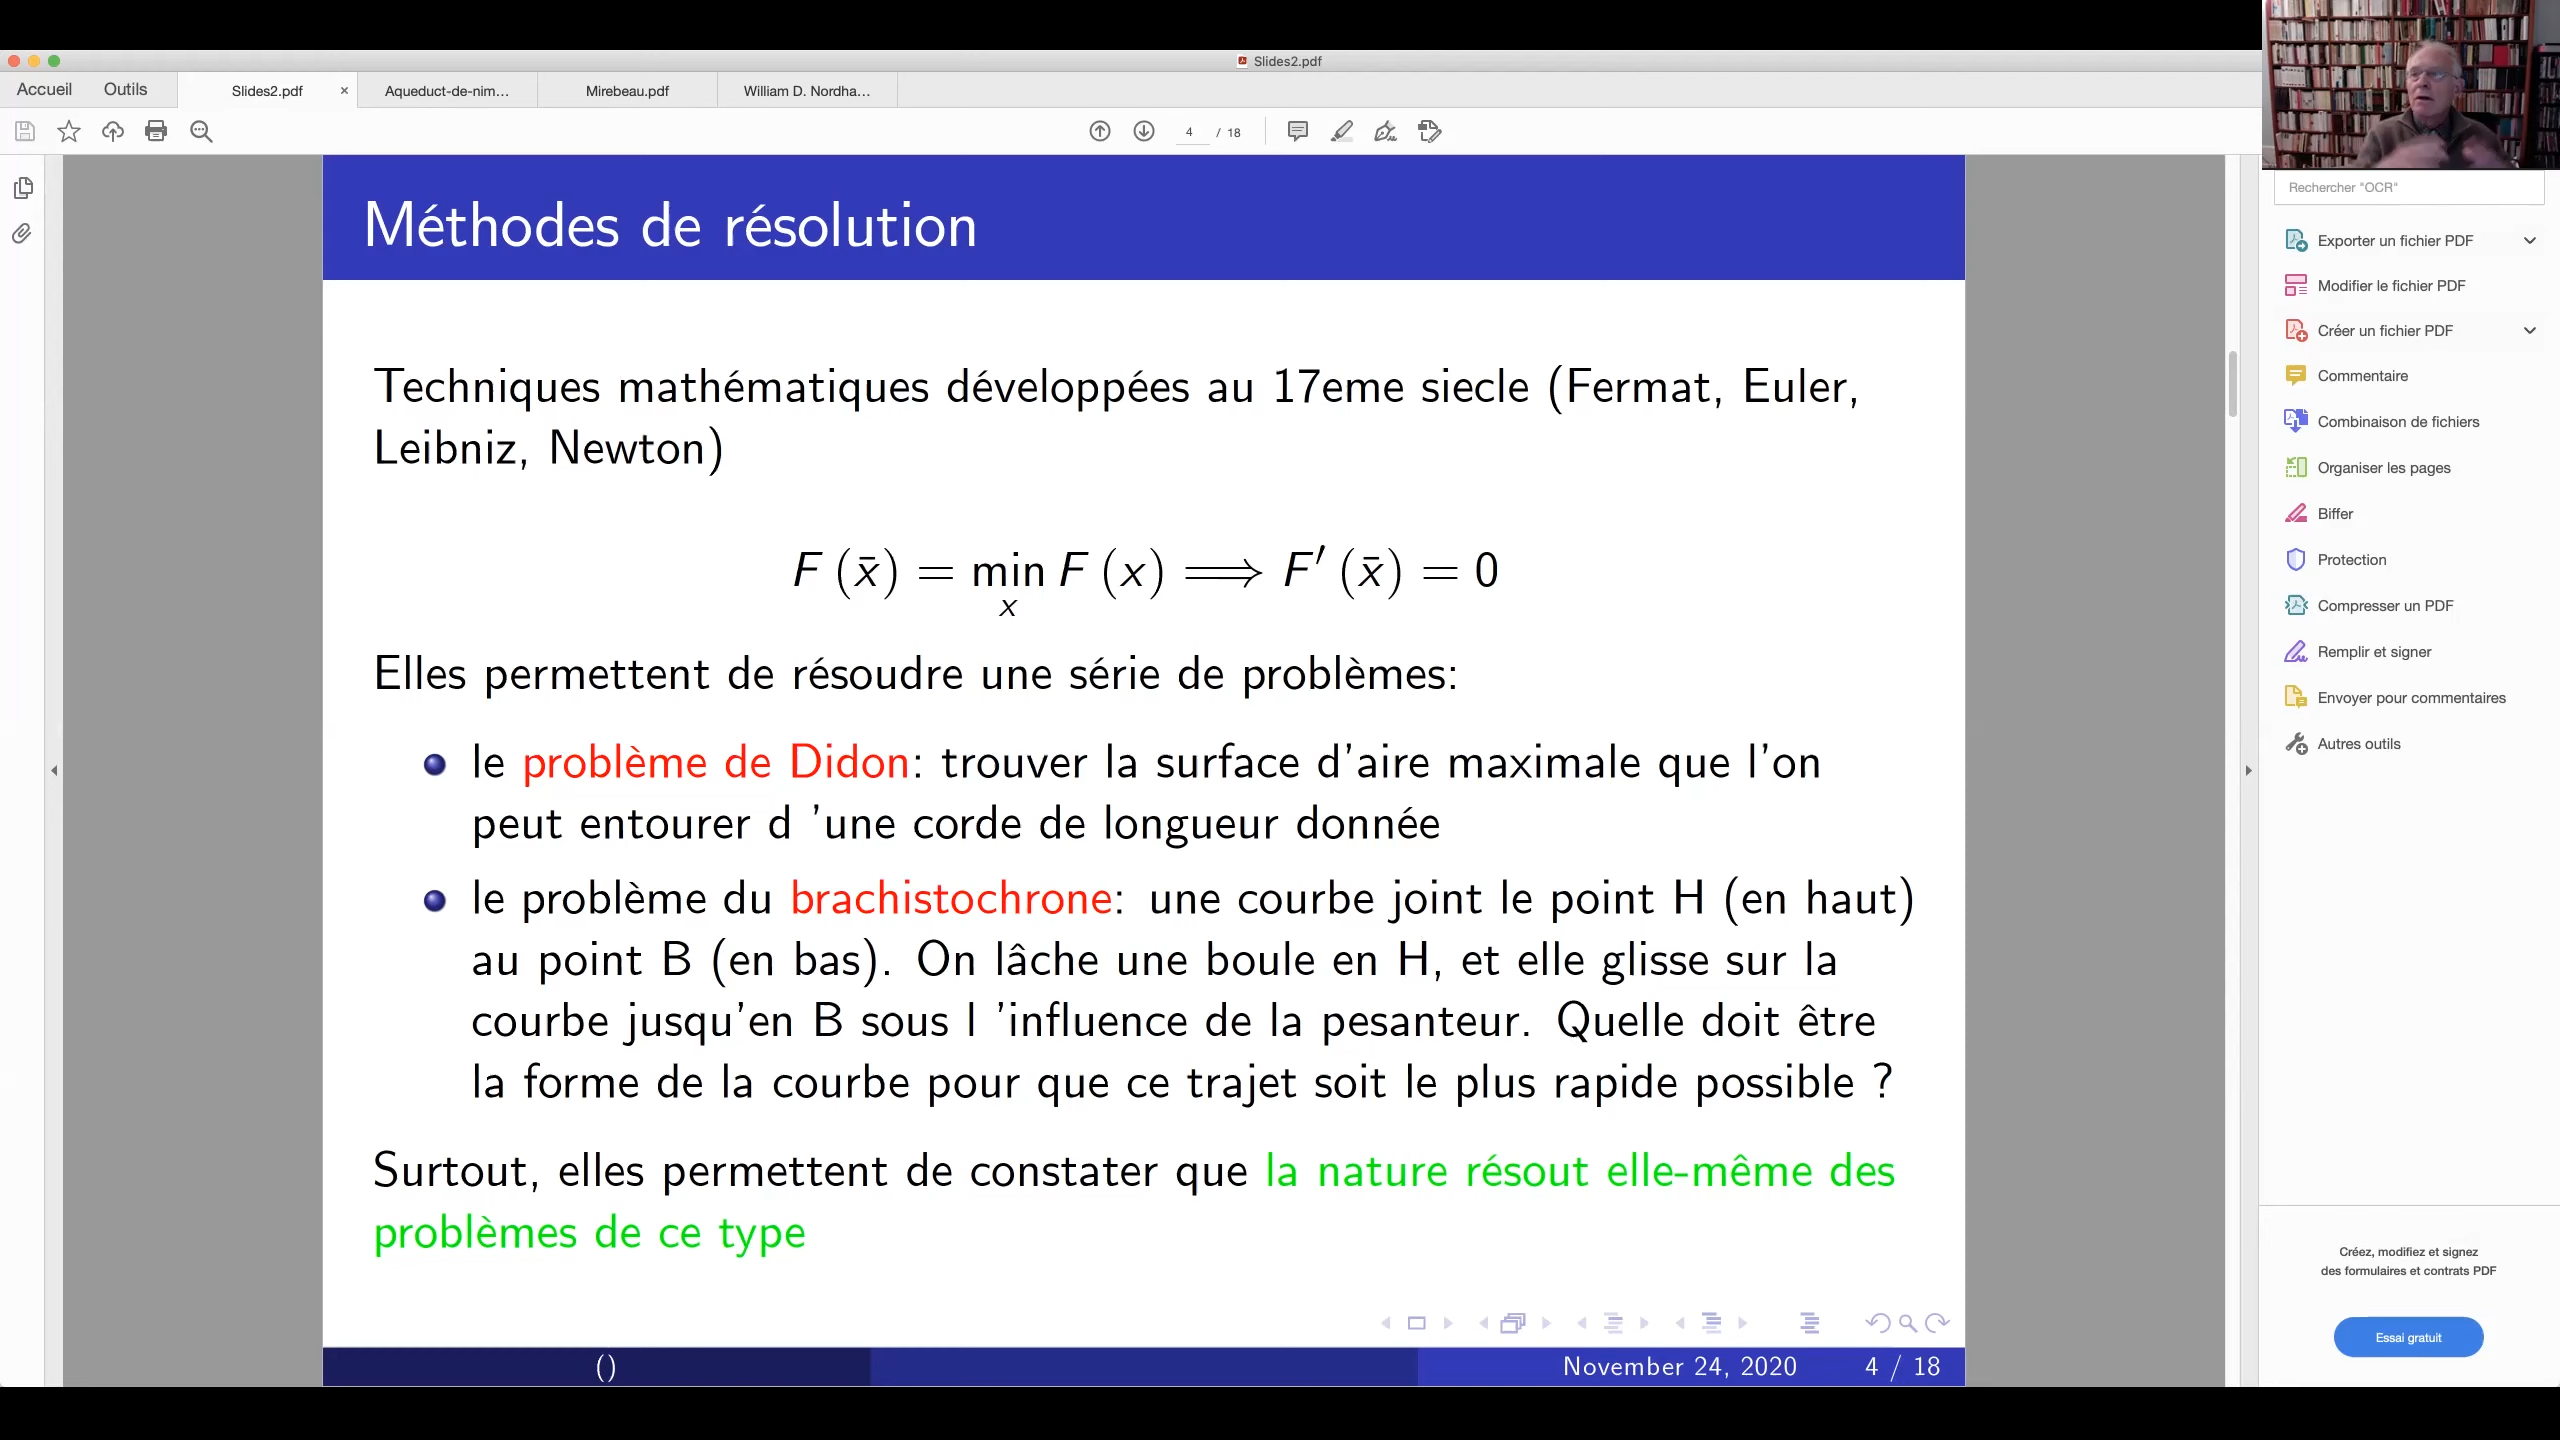 Slides2.pdf
Accueil Outils Slides2.pdf × Aqueduct-de-nim... Mirebeau.pdf William D. Nordha...
4 / 18
Rechercher "OCR"
Méthodes de résolution
Techniques mathématiques développées au 17eme siecle (Fermat, Euler,
Leibniz, Newton)
F (x̄) = min F (x) ⟹ F′ (x̄) = 0
x
Elles permettent de résoudre une série de problèmes:
le problème de Didon: trouver la surface d'aire maximale que l'on
peut entourer d 'une corde de longueur donnée
le problème du brachistochrone: une courbe joint le point H (en haut)
au point B (en bas). On lâche une boule en H, et elle glisse sur la
courbe jusqu'en B sous l 'influence de la pesanteur. Quelle doit être
la forme de la courbe pour que ce trajet soit le plus rapide possible ?
Surtout, elles permettent de constater que la nature résout elle-même des
problèmes de ce type
() November 24, 2020 4 / 18
Exporter un fichier PDF
Modifier le fichier PDF
Créer un fichier PDF
Commentaire
Combinaison de fichiers
Organiser les pages
Biffer
Protection
Compresser un PDF
Remplir et signer
Envoyer pour commentaires
Autres outils
Créez, modifiez et signez
des formulaires et contrats PDF
Essai gratuit